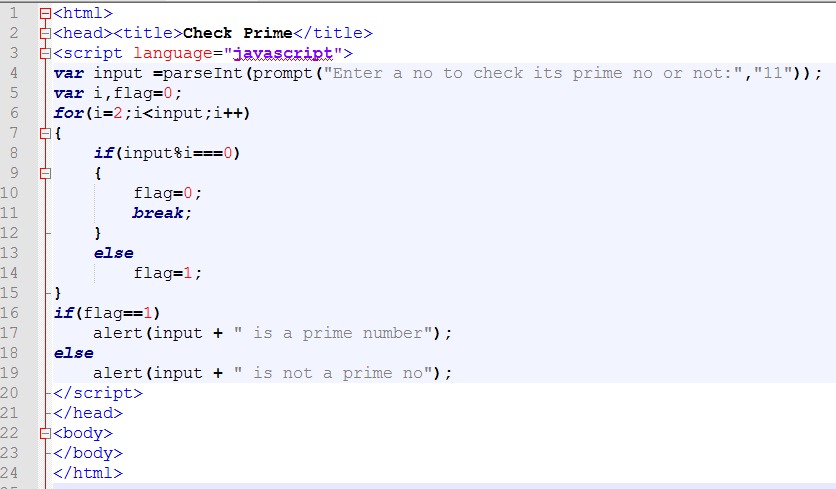 1 <html>
2 <head><title>Check Prime</title>
3 <script language="javascript">
4 var input =parseInt(prompt("Enter a no to check its prime no or not:","11"));
5 var i,flag=0;
6 for(i=2;i<input;i++)
7 {
8 if(input%i===0)
9 {
10 flag=0;
11 break;
12 }
13 else
14 flag=1;
15 }
16 if(flag==1)
17 alert(input + " is a prime number");
18 else
19 alert(input + " is not a prime no");
20 </script>
21 </head>
22 <body>
23 </body>
24 </html>